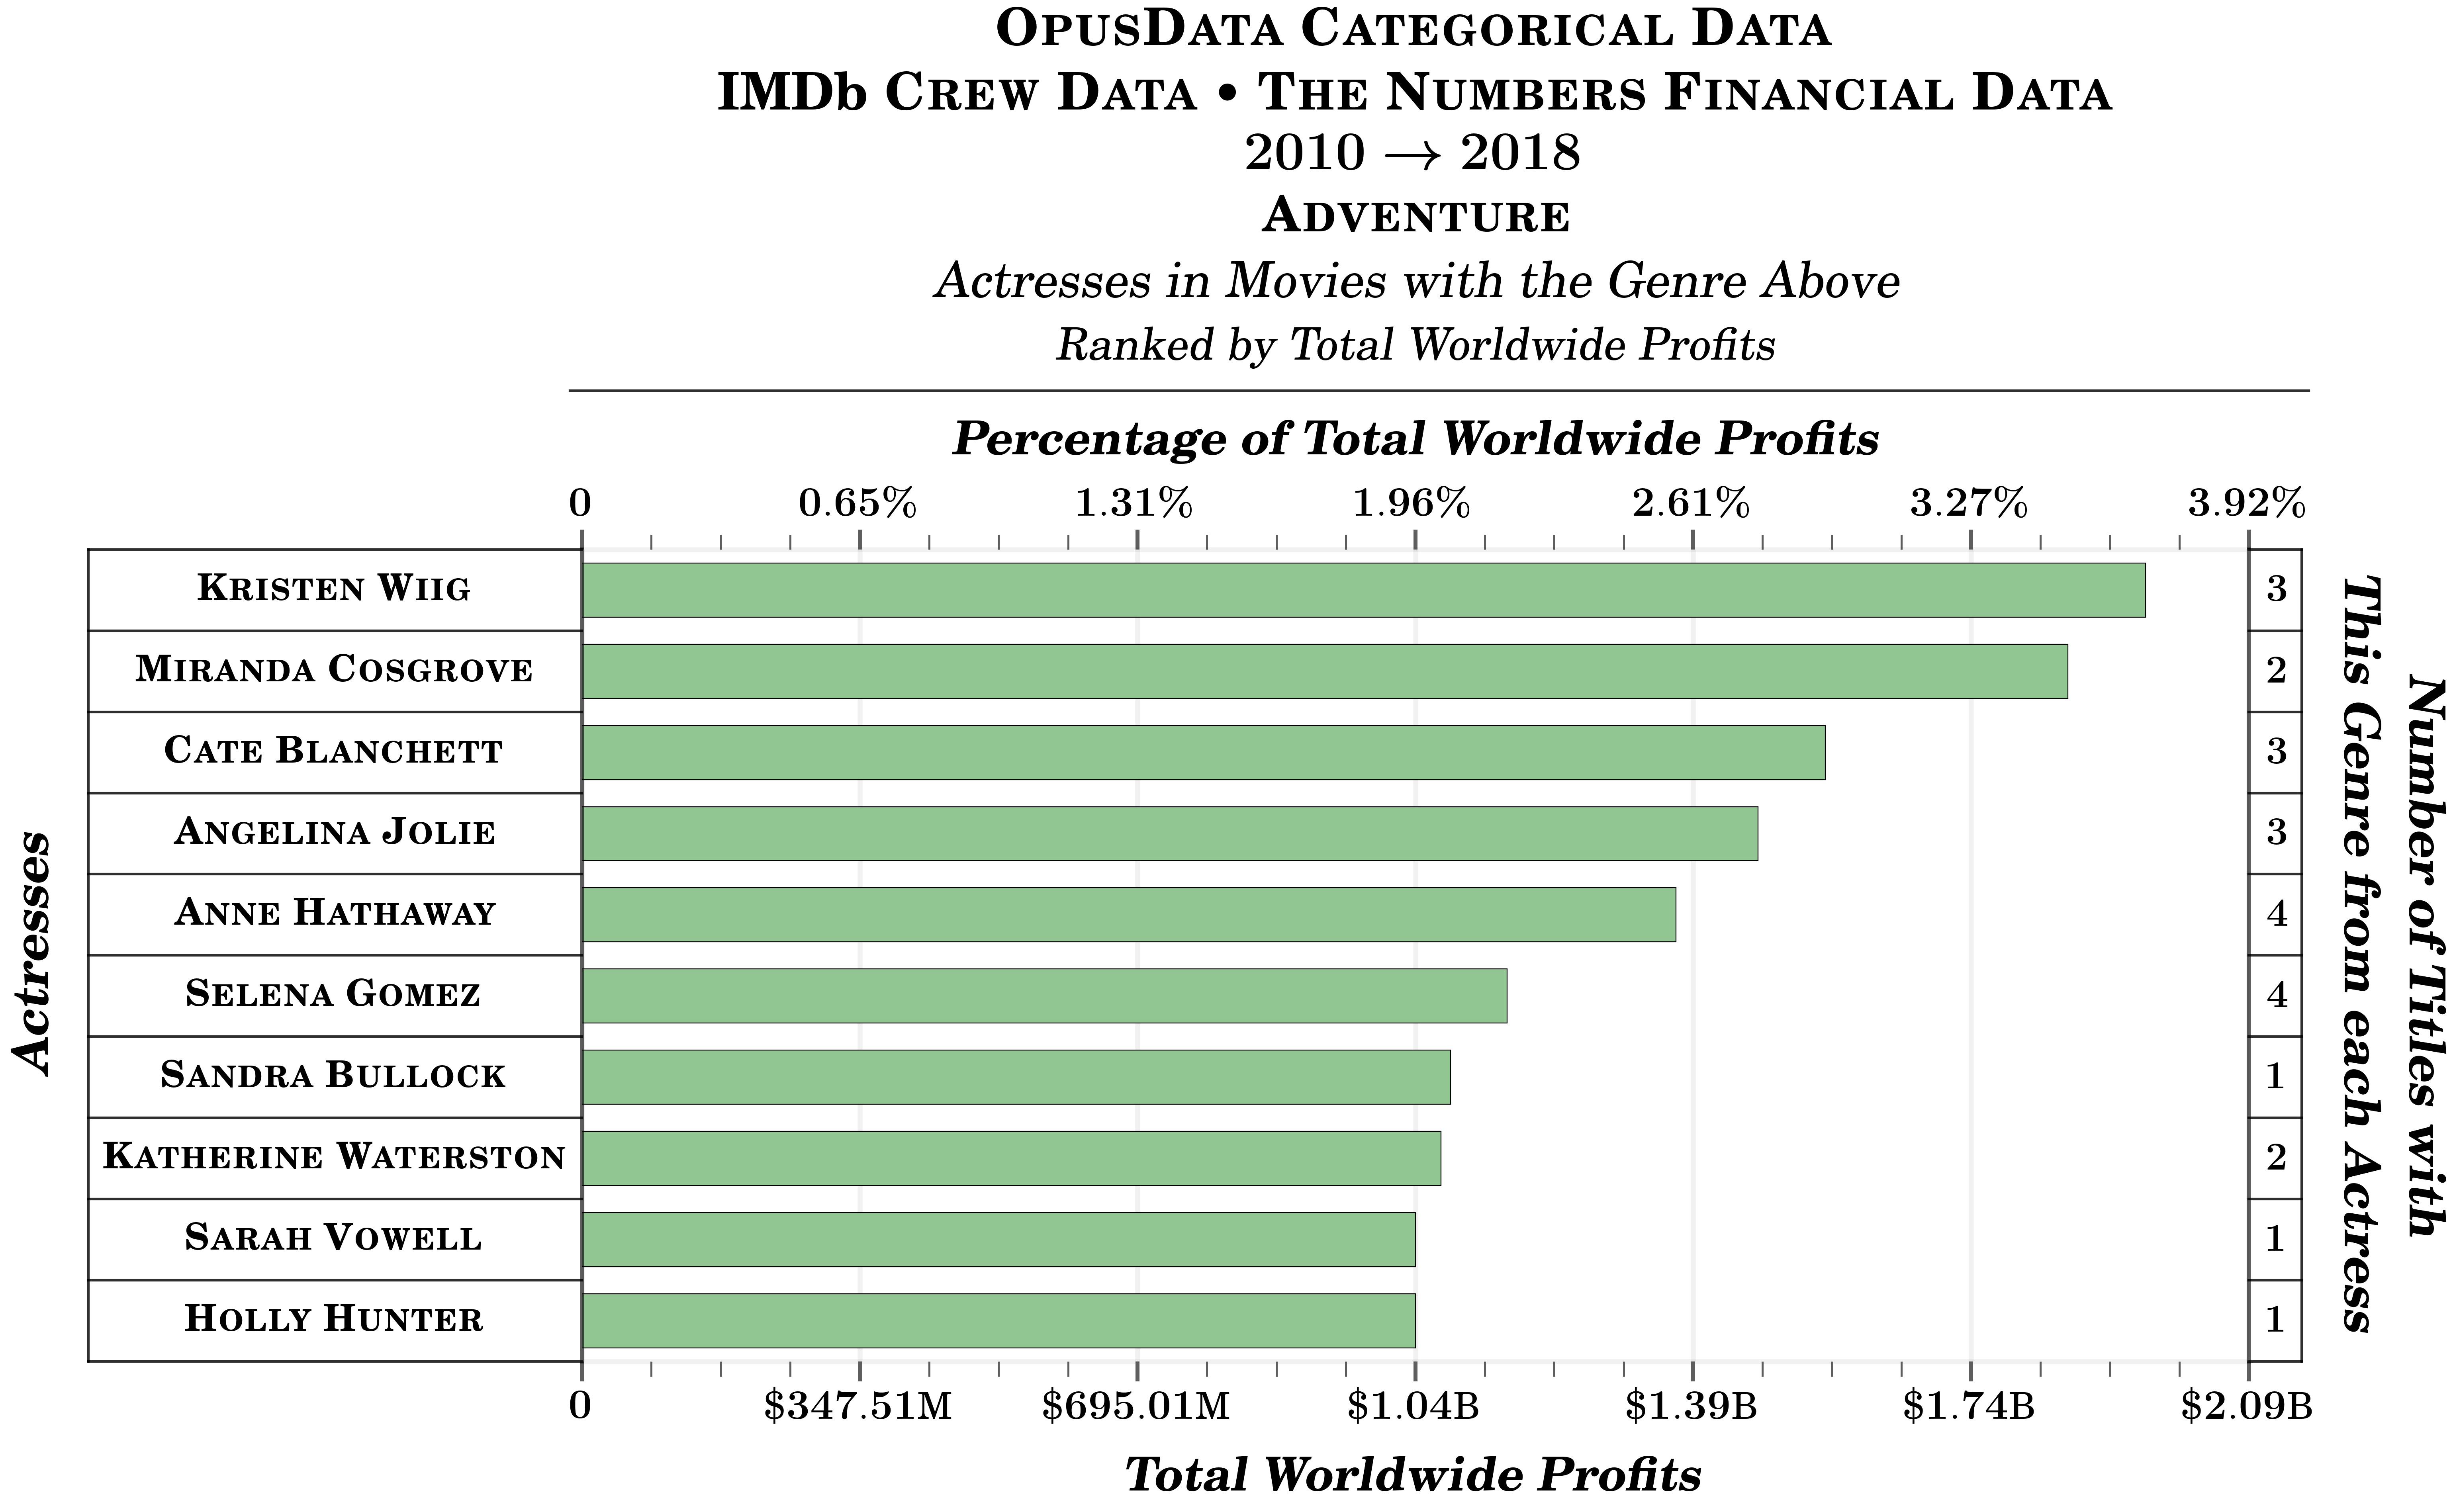 OpusData Categorical Data
IMDb Crew Data • The Numbers Financial Data
2010 → 2018
Adventure
Actresses in Movies with the Genre Above
Ranked by Total Worldwide Profits
Percentage of Total Worldwide Profits
0 0.65% 1.31% 1.96% 2.61% 3.27% 3.92%
Actresses
Kristen Wiig 3
Miranda Cosgrove 2
Cate Blanchett 3
Angelina Jolie 3
Anne Hathaway 4
Selena Gomez 4
Sandra Bullock 1
Katherine Waterston 2
Sarah Vowell 1
Holly Hunter 1
Number of Titles with
This Genre from each Actress
0 $347.51M $695.01M $1.04B $1.39B $1.74B $2.09B
Total Worldwide Profits